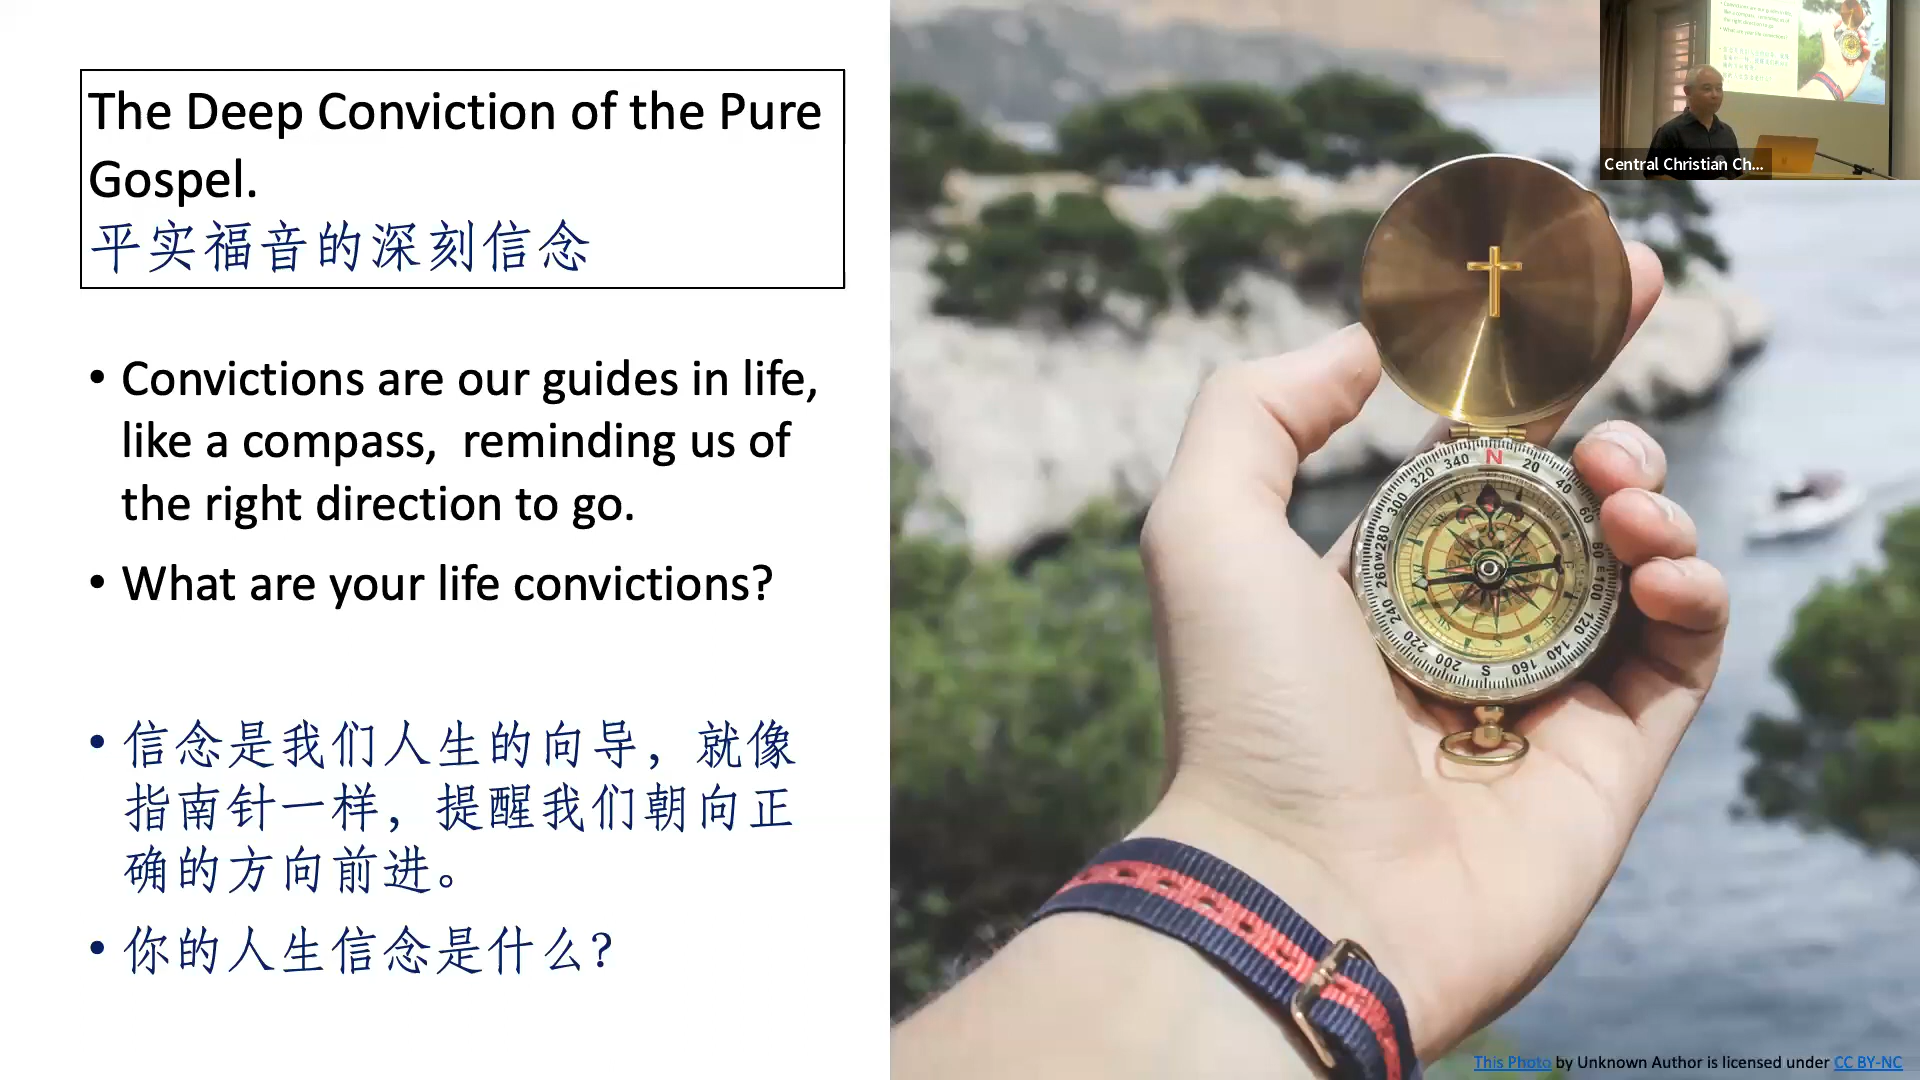 The Deep Conviction of the Pure
Gospel.
平实福音的深刻信念
• Convictions are our guides in life,
like a compass,  reminding us of
the right direction to go.
• What are your life convictions?
• 信念是我们人生的向导，就像
指南针一样，提醒我们朝向正
确的方向前进。
• 你的人生信念是什么？
Central Christian Ch...
N
20
40
60
80
E
100
120
140
160
S
200
220
240
260
W
280
300
320
340
This Photo by Unknown Author is licensed under CC BY-NC